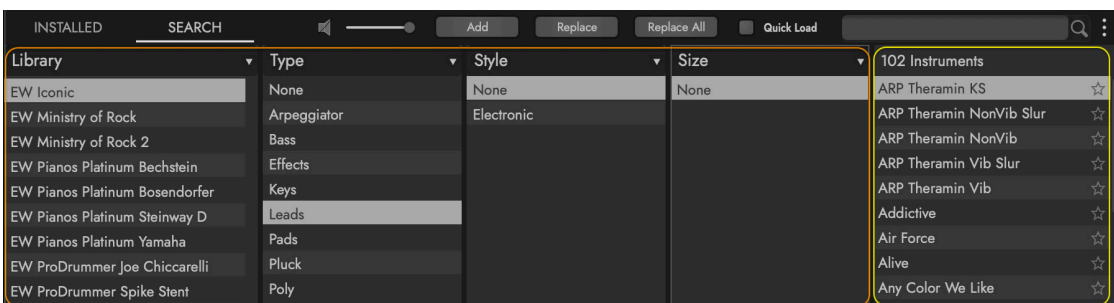 INSTALLED SEARCH Add Replace Replace All Quick Load
Library Type Style Size 102 Instruments
EW Iconic None None None ARP Theramin KS
EW Ministry of Rock Arpeggiator Electronic ARP Theramin NonVib Slur
EW Ministry of Rock 2 Bass ARP Theramin NonVib
EW Pianos Platinum Bechstein Effects ARP Theramin Vib Slur
EW Pianos Platinum Bosendorfer Keys ARP Theramin Vib
EW Pianos Platinum Steinway D Leads Addictive
EW Pianos Platinum Yamaha Pads Air Force
EW ProDrummer Joe Chiccarelli Pluck Alive
EW ProDrummer Spike Stent Poly Any Color We Like